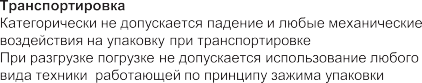 Транспортировка
Категорически не допускается падение и любые механические
воздействия на упаковку при транспортировке
При разгрузке погрузке не допускается использование любого
вида техники работающей по принципу зажима упаковки